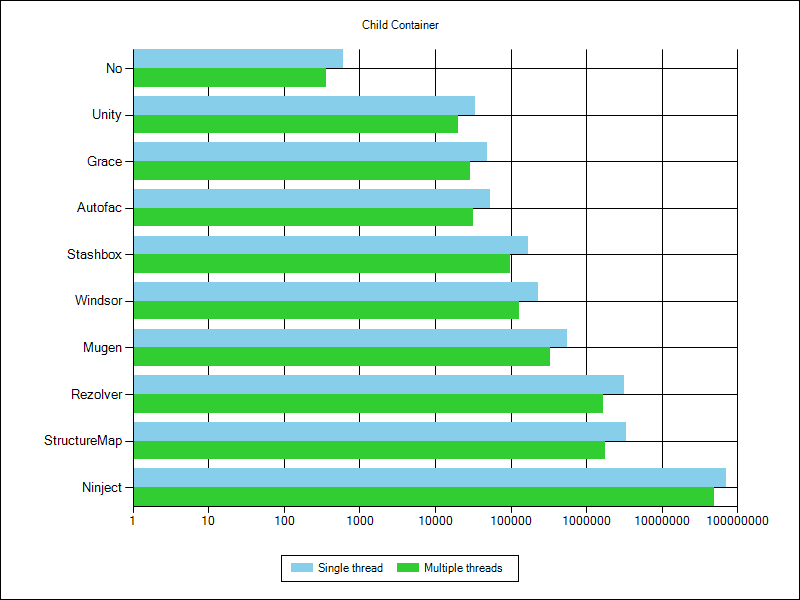 Child Container
No
Unity
Grace
Autofac
Stashbox
Windsor
Mugen
Rezolver
StructureMap
Ninject
1 10 100 1000 10000 100000 1000000 10000000 100000000
Single thread Multiple threads